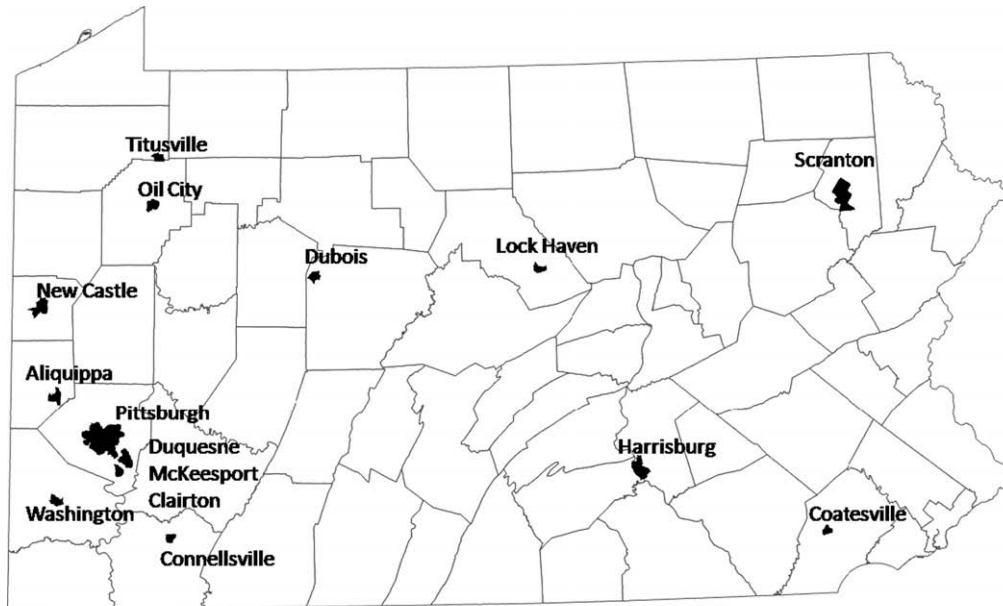 Titusville
Scranton
Oil City
Lock Haven
Dubois
New Castle
Aliquippa
Pittsburgh
Duquesne
McKeesport
Clairton
Harrisburg
Washington
Coatesville
Connellsville